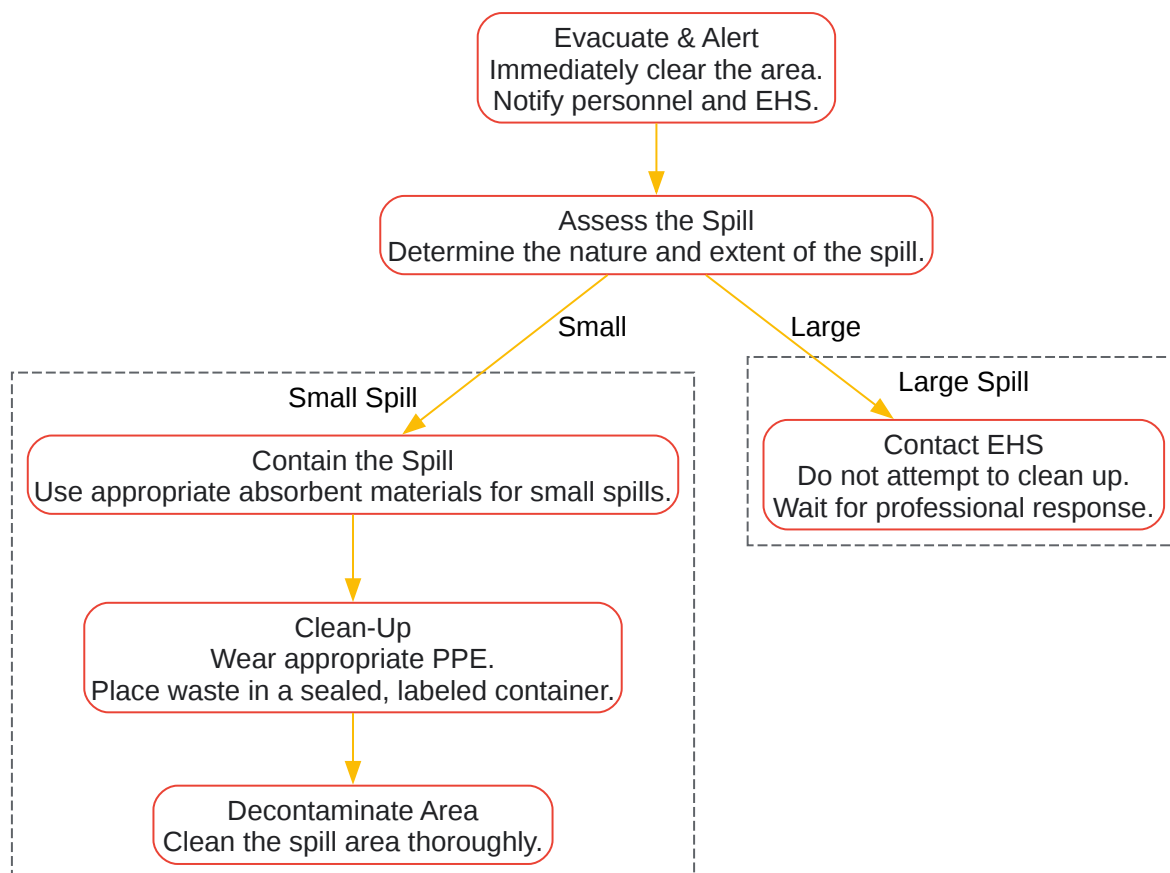 Evacuate & Alert
Immediately clear the area.
Notify personnel and EHS.
Assess the Spill
Determine the nature and extent of the spill.
Small
Large
Small Spill
Large Spill
Contain the Spill
Use appropriate absorbent materials for small spills.
Contact EHS
Do not attempt to clean up.
Wait for professional response.
Clean-Up
Wear appropriate PPE.
Place waste in a sealed, labeled container.
Decontaminate Area
Clean the spill area thoroughly.